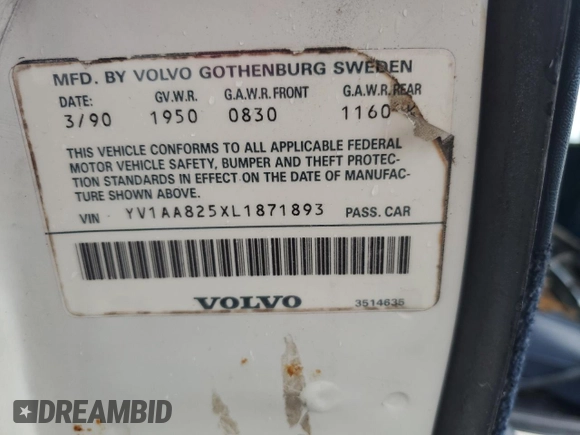 MFD. BY VOLVO GOTHENBURG SWEDEN
DATE: GV.W.R. G.A.W.R. FRONT G.A.W.R. REAR
3/90 1950 0830 1160
THIS VEHICLE CONFORMS TO ALL APPLICABLE FEDERAL
MOTOR VEHICLE SAFETY, BUMPER AND THEFT PROTEC-
TION STANDARDS IN EFFECT ON THE DATE OF MANUFAC-
TURE SHOWN ABOVE.
VIN YV1AA825XL1871893 PASS. CAR
VOLVO
3514635
DREAMBID